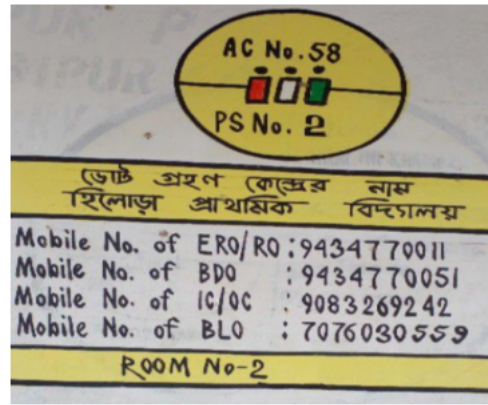 AC No. 58
PS No. 2
ভোট গ্রহণ কেন্দ্রের নাম
হিলোড়া প্রাথমিক বিদ্যালয়
Mobile No. of ERO/RO : 9434770011
Mobile No. of BDO : 9434770051
Mobile No. of IC/OC : 9083269242
Mobile No. of BLO : 7076030559
ROOM No-2